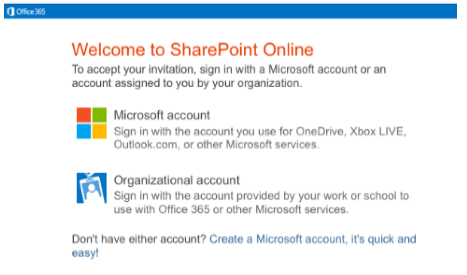 Office 365
Welcome to SharePoint Online
To accept your invitation, sign in with a Microsoft account or an
account assigned to you by your organization.
Microsoft account
Sign in with the account you use for OneDrive, Xbox LIVE,
Outlook.com, or other Microsoft services.
Organizational account
Sign in with the account provided by your work or school to
use with Office 365 or other Microsoft services.
Don't have either account? Create a Microsoft account, it's quick and
easy!